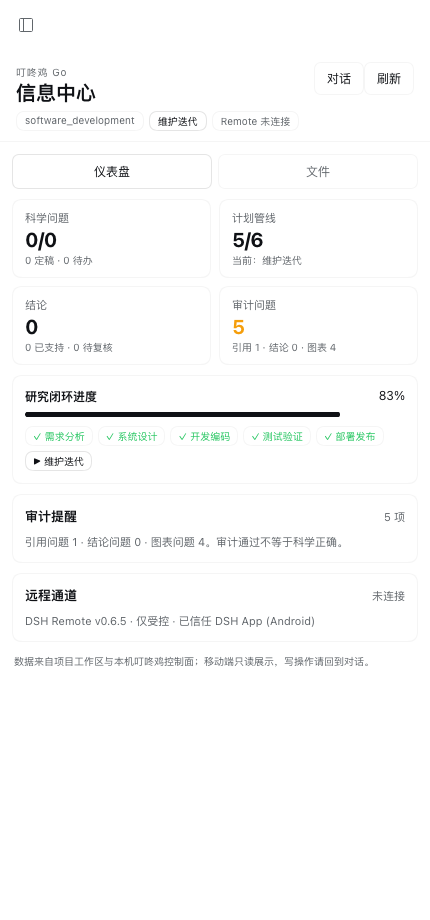 叮咚鸡 Go
信息中心
对话
刷新
software_development
维护迭代
Remote 未连接
仪表盘
文件
科学问题
0/0
0 定稿 · 0 待办
计划管线
5/6
当前：维护迭代
结论
0
0 已支持 · 0 待复核
审计问题
5
引用 1 · 结论 0 · 图表 4
研究闭环进度
83%
✓ 需求分析
✓ 系统设计
✓ 开发编码
✓ 测试验证
✓ 部署发布
▶ 维护迭代
审计提醒
5 项
引用问题 1 · 结论问题 0 · 图表问题 4。审计通过不等于科学正确。
远程通道
未连接
DSH Remote v0.6.5 · 仅受控 · 已信任 DSH App (Android)
数据来自项目工作区与本机叮咚鸡控制面；移动端只读展示，写操作请回到对话。